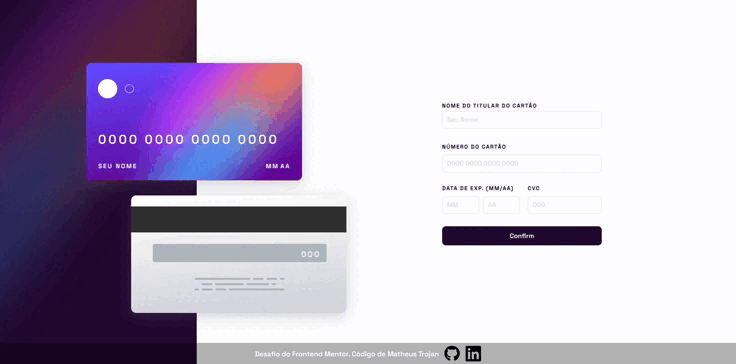 0000 0000 0000 0000
SEU NOME
MM AA
000
NOME DO TITULAR DO CARTÃO
Seu Nome
NÚMERO DO CARTÃO
0000 0000 0000 0000
DATA DE EXP. (MM/AA) CVC
MM AA 000
Confirm
Desafio do Frontend Mentor. Código de Matheus Trojan
in